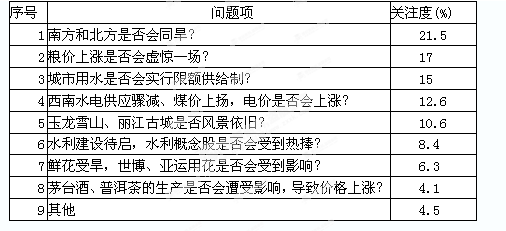 序号 问题项 关注度(%)
1 南方和北方是否会同旱? 21.5
2 粮价上涨是否会虚惊一场? 17
3 城市用水是否会实行限额供给制? 15
4 西南水电供应骤减、煤价上扬，电价是否会上涨? 12.6
5 玉龙雪山、丽江古城是否风景依旧? 10.6
6 水利建设待启，水利概念股是否会受到热捧? 8.4
7 鲜花受旱，世博、亚运用花是否会受到影响? 6.3
8 茅台酒、普洱茶的生产是否会遭受影响，导致价格上涨? 4.1
9 其他 4.5